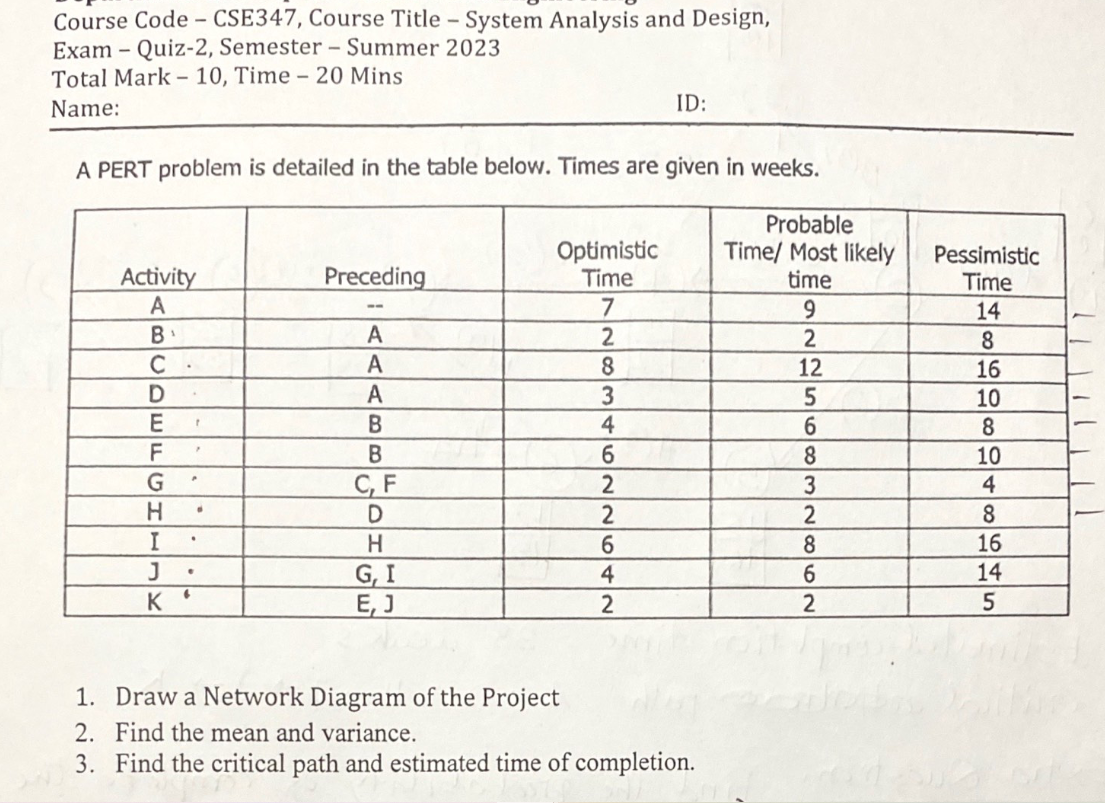 Course Code – CSE347, Course Title – System Analysis and Design,
Exam – Quiz-2, Semester – Summer 2023
Total Mark – 10, Time – 20 Mins
Name: ID:
A PERT problem is detailed in the table below. Times are given in weeks.
Activity Preceding Optimistic Time Probable Time/ Most likely time Pessimistic Time
A -- 7 9 14
B A 2 2 8
C A 8 12 16
D A 3 5 10
E B 4 6 8
F B 6 8 10
G C, F 2 3 4
H D 2 2 8
I H 6 8 16
J G, I 4 6 14
K E, J 2 2 5
1. Draw a Network Diagram of the Project
2. Find the mean and variance.
3. Find the critical path and estimated time of completion.